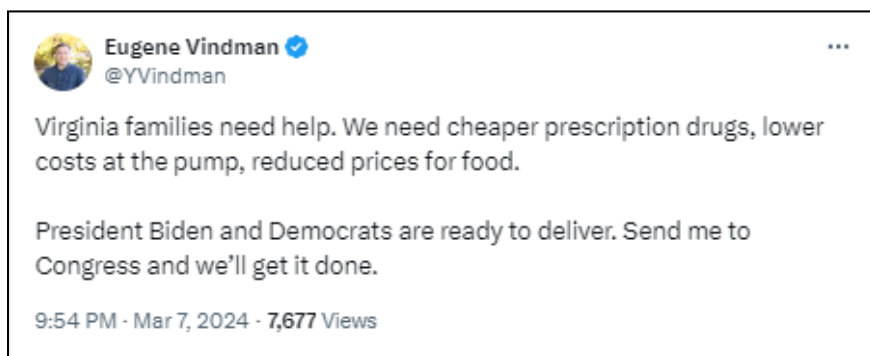 Eugene Vindman
@YVindman
Virginia families need help. We need cheaper prescription drugs, lower
costs at the pump, reduced prices for food.
President Biden and Democrats are ready to deliver. Send me to
Congress and we’ll get it done.
9:54 PM · Mar 7, 2024 · 7,677 Views